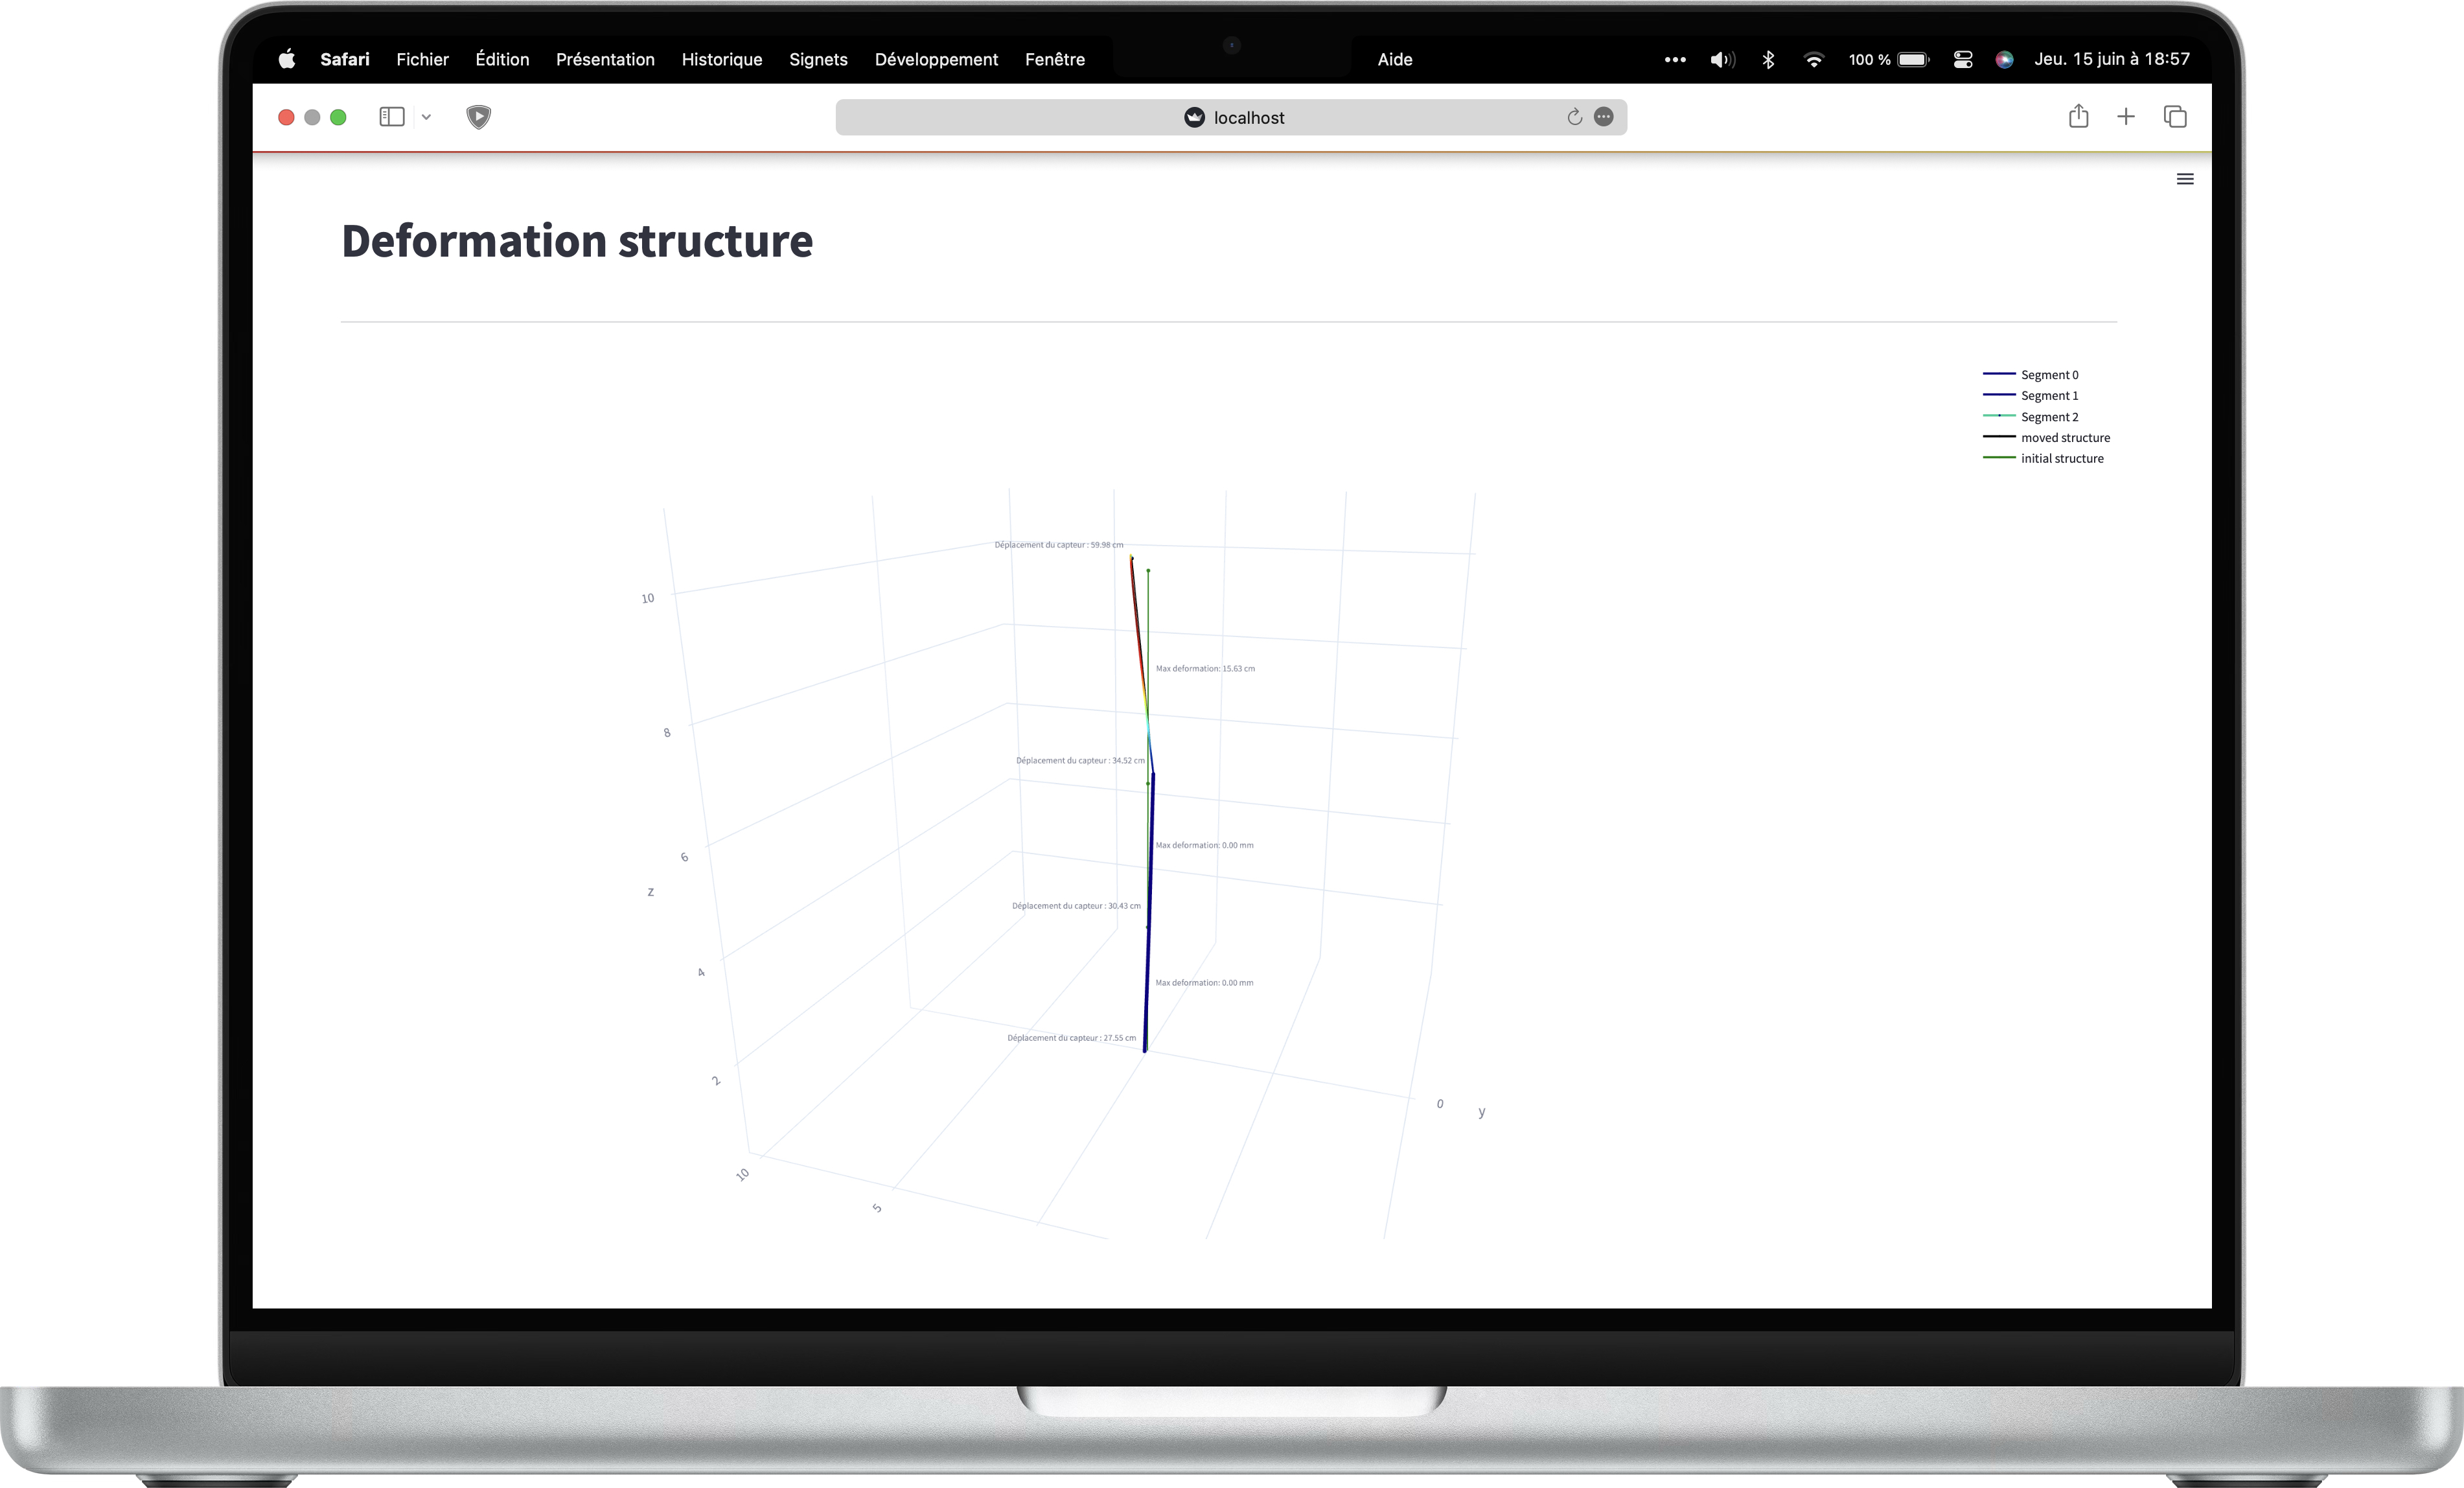 Safari Fichier Édition Présentation Historique Signets Développement Fenêtre Aide 100 % Jeu. 15 juin à 18:57
localhost
Deformation structure
Segment 0
Segment 1
Segment 2
moved structure
initial structure
Déplacement du capteur : 59.98 cm
10
Max deformation: 15.63 cm
8
Déplacement du capteur : 34.52 cm
Max deformation: 0.00 mm
6
z
Déplacement du capteur : 30.43 cm
4
Max deformation: 0.00 mm
Déplacement du capteur : 27.55 cm
2
0
y
10
5